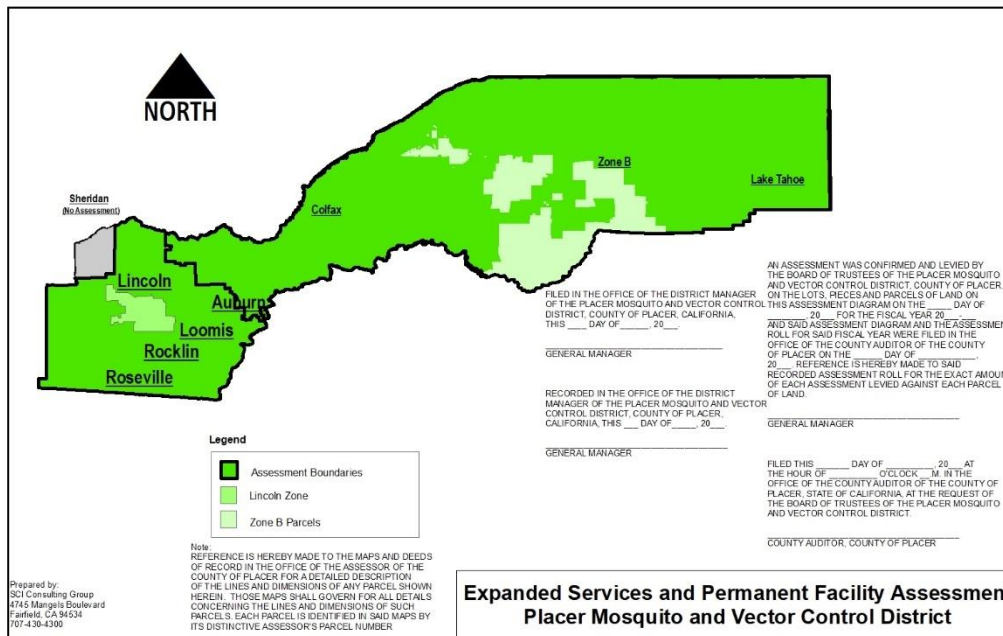 NORTH
Sheridan
(No Assessment)
Zone B
Lake Tahoe
Colfax
Lincoln
Auburn
Loomis
Rocklin
Roseville
FILED IN THE OFFICE OF THE DISTRICT MANAGER
OF THE PLACER MOSQUITO AND VECTOR CONTROL
DISTRICT, COUNTY OF PLACER, CALIFORNIA,
THIS ____ DAY OF______, 20___.
GENERAL MANAGER
RECORDED IN THE OFFICE OF THE DISTRICT
MANAGER OF THE PLACER MOSQUITO AND VECTOR
CONTROL DISTRICT, COUNTY OF PLACER,
CALIFORNIA, THIS ___ DAY OF_____, 20___.
GENERAL MANAGER
AN ASSESSMENT WAS CONFIRMED AND LEVIED BY
THE BOARD OF TRUSTEES OF THE PLACER MOSQUITO
AND VECTOR CONTROL DISTRICT, COUNTY OF PLACER,
ON THE LOTS, PIECES AND PARCELS OF LAND ON
THIS ASSESSMENT DIAGRAM ON THE _____ DAY OF
_______, 20___ FOR THE FISCAL YEAR 20___-___
AND SAID ASSESSMENT DIAGRAM AND THE ASSESSMEN
ROLL FOR SAID FISCAL YEAR WERE FILED IN THE
OFFICE OF THE COUNTY AUDITOR OF THE COUNTY
OF PLACER ON THE ______ DAY OF ___________,
20___. REFERENCE IS HEREBY MADE TO SAID
RECORDED ASSESSMENT ROLL FOR THE EXACT AMOUN
OF EACH ASSESSMENT LEVIED AGAINST EACH PARCEL
OF LAND.
GENERAL MANAGER
FILED THIS _______ DAY OF ________, 20___ AT
THE HOUR OF __________ O'CLOCK ___M. IN THE
OFFICE OF THE COUNTY AUDITOR OF THE COUNTY OF
PLACER, STATE OF CALIFORNIA, AT THE REQUEST OF
THE BOARD OF TRUSTEES OF THE PLACER MOSQUITO
AND VECTOR CONTROL DISTRICT.
COUNTY AUDITOR, COUNTY OF PLACER
Legend
Assessment Boundaries
Lincoln Zone
Zone B Parcels
Note:
REFERENCE IS HEREBY MADE TO THE MAPS AND DEEDS
OF RECORD IN THE OFFICE OF THE ASSESSOR OF THE
COUNTY OF PLACER FOR A DETAILED DESCRIPTION
OF THE LINES AND DIMENSIONS OF ANY PARCEL SHOWN
HEREIN. THOSE MAPS SHALL GOVERN FOR ALL DETAILS
CONCERNING THE LINES AND DIMENSIONS OF SUCH
PARCELS. EACH PARCEL IS IDENTIFIED IN SAID MAPS BY
ITS DISTINCTIVE ASSESSOR'S PARCEL NUMBER
Prepared by:
SCI Consulting Group
4745 Mangels Boulevard
Fairfield, CA 94534
707-430-4300
Expanded Services and Permanent Facility Assessmen
Placer Mosquito and Vector Control District